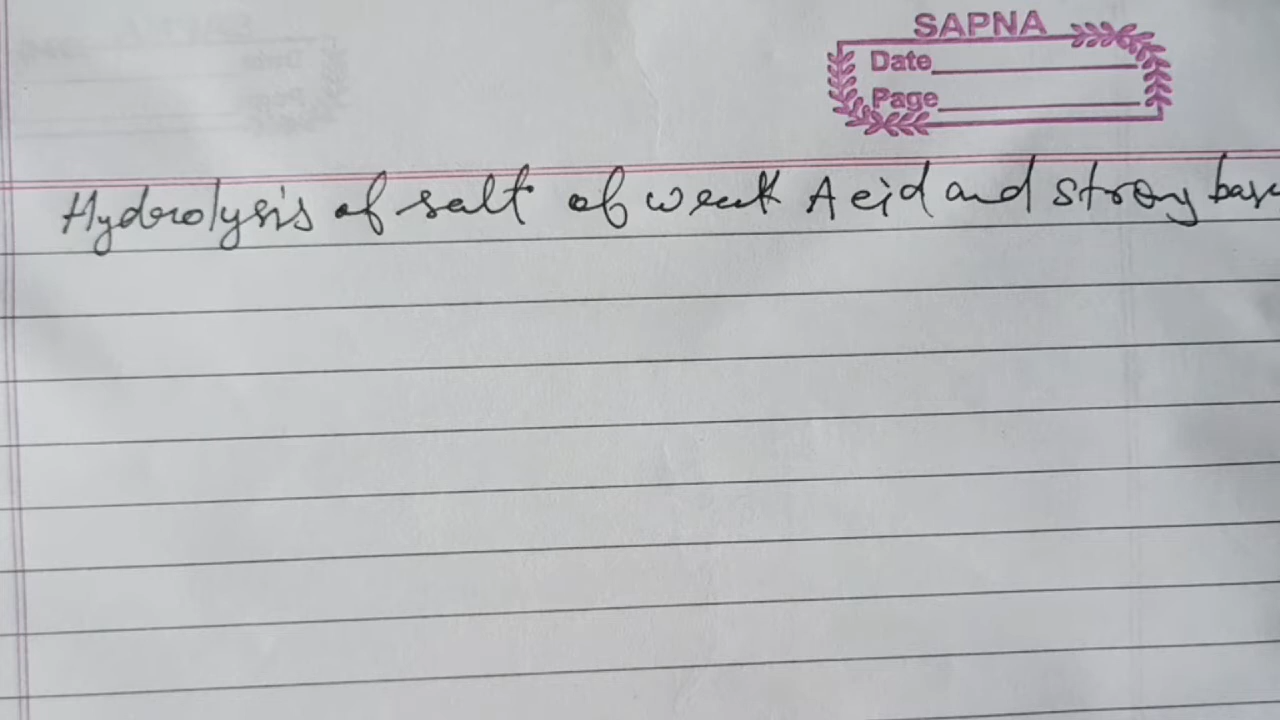 SAPNA
Date
Page
Hydrolysis of salt of weak Acid and strong base